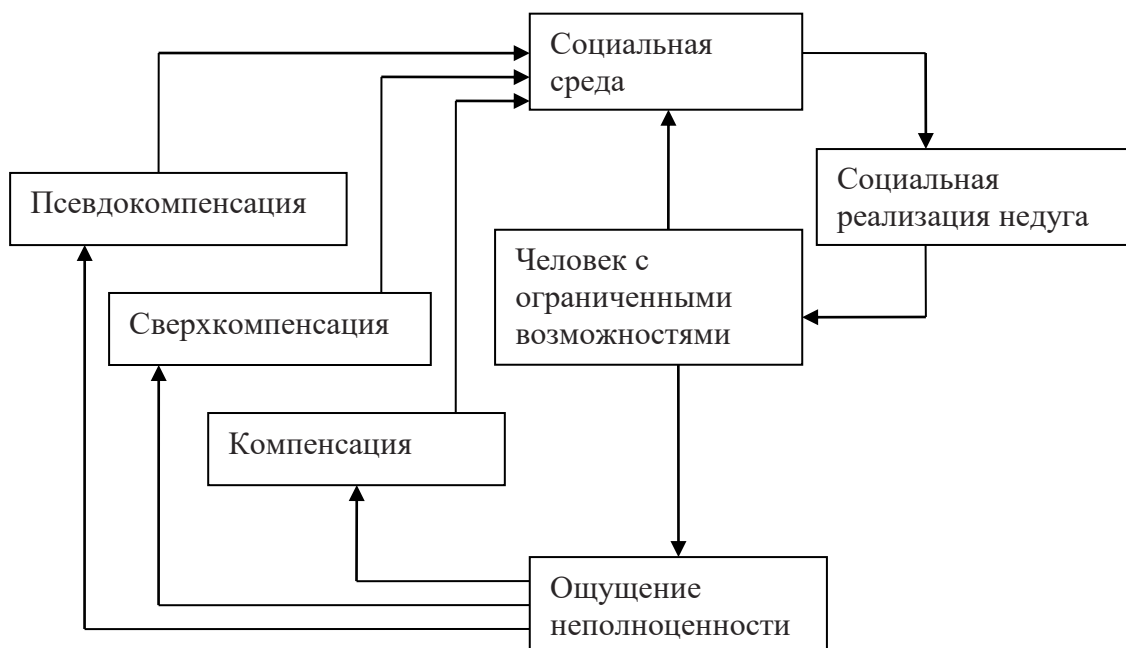 Социальная
среда
Социальная
реализация недуга
Псевдокомпенсация
Человек с
ограниченными
возможностями
Сверхкомпенсация
Компенсация
Ощущение
неполноценности